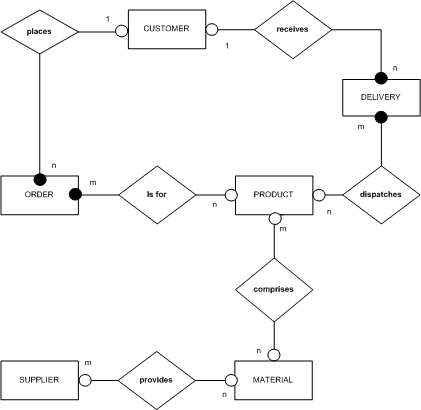 1
CUSTOMER
places
receives
1
n
DELIVERY
m
n
m
ORDER
Is for
PRODUCT
dispatches
n
n
m
comprises
n
m
SUPPLIER
provides
MATERIAL
n